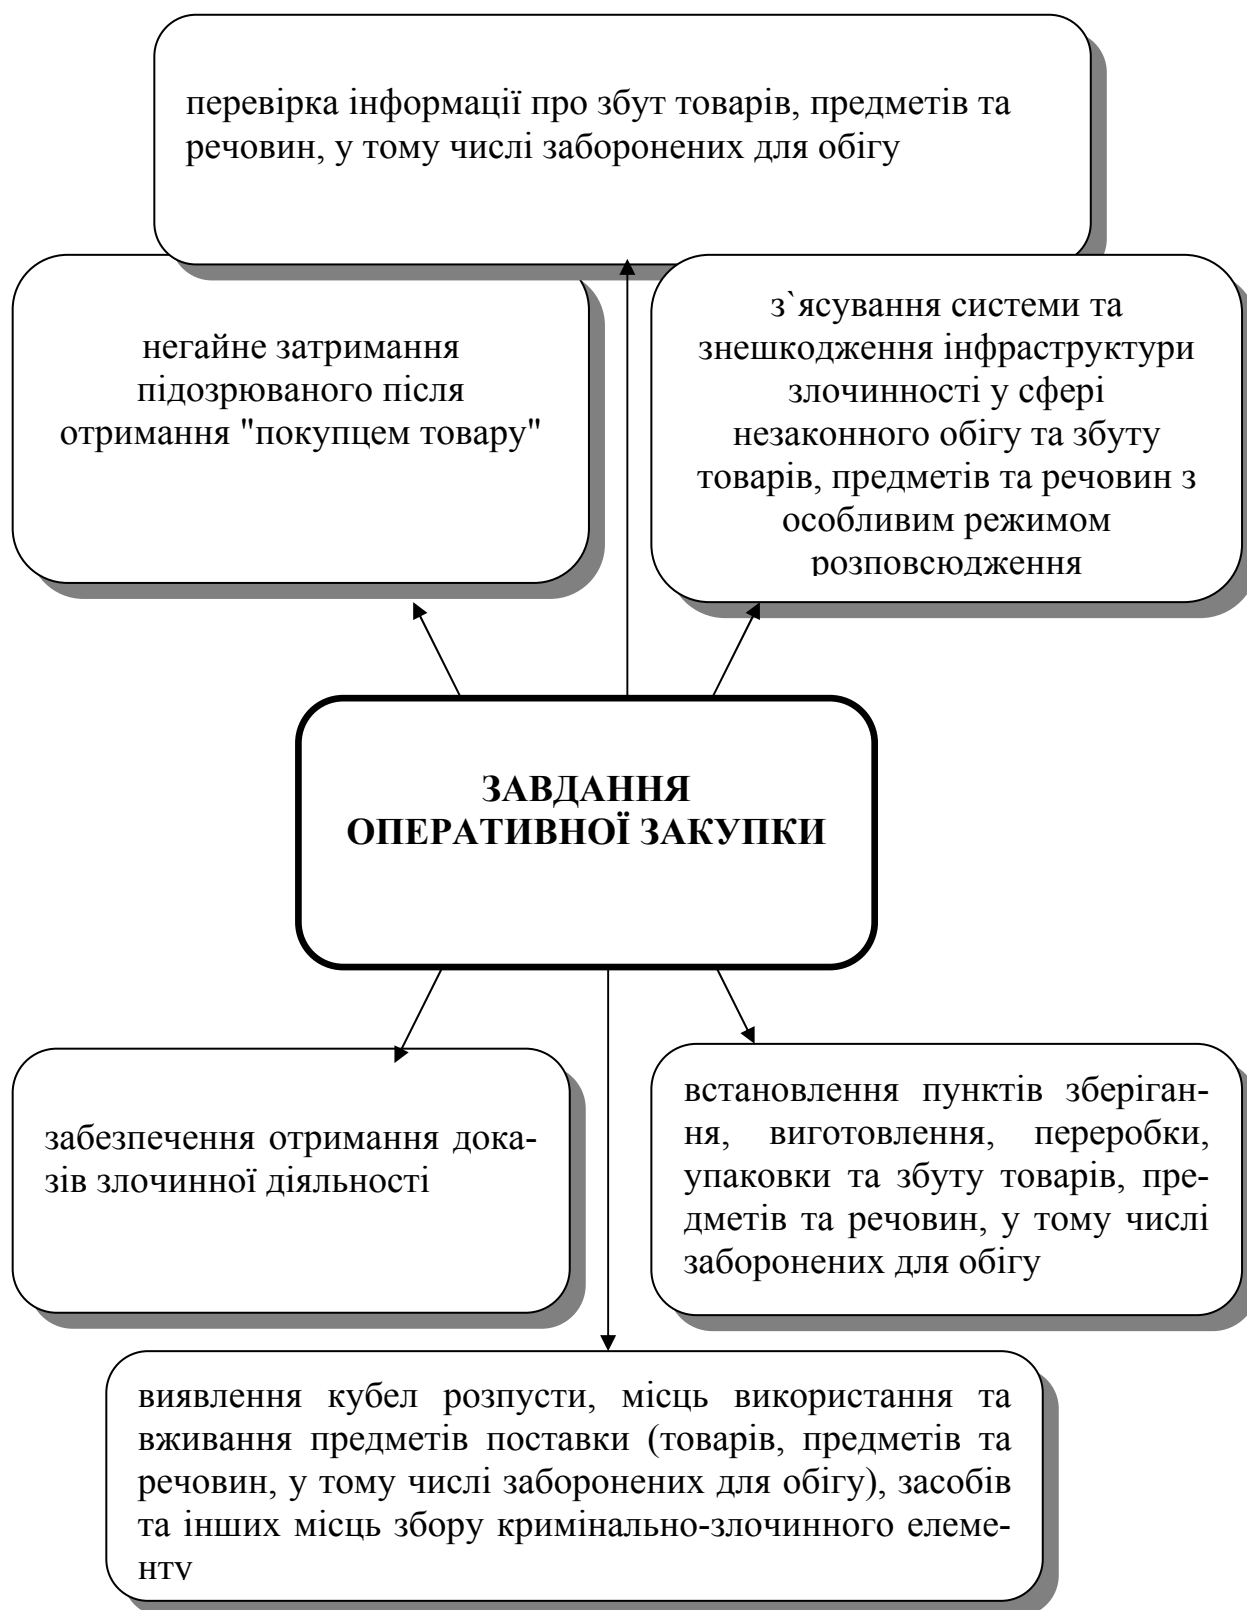 перевірка інформації про збут товарів, предметів та
речовин, у тому числі заборонених для обігу
негайне затримання
підозрюваного після
отримання "покупцем товару"
з`ясування системи та
знешкодження інфраструктури
злочинності у сфері
незаконного обігу та збуту
товарів, предметів та речовин з
особливим режимом
розповсюдження
ЗАВДАННЯ
ОПЕРАТИВНОЇ ЗАКУПКИ
забезпечення отримання дока-
зів злочинної діяльності
встановлення пунктів зберіган-
ня, виготовлення, переробки,
упаковки та збуту товарів, пре-
дметів та речовин, у тому числі
заборонених для обігу
виявлення кубел розпусти, місць використання та
вживання предметів поставки (товарів, предметів та
речовин, у тому числі заборонених для обігу), засобів
та інших місць збору кримінально-злочинного елеме-
нту